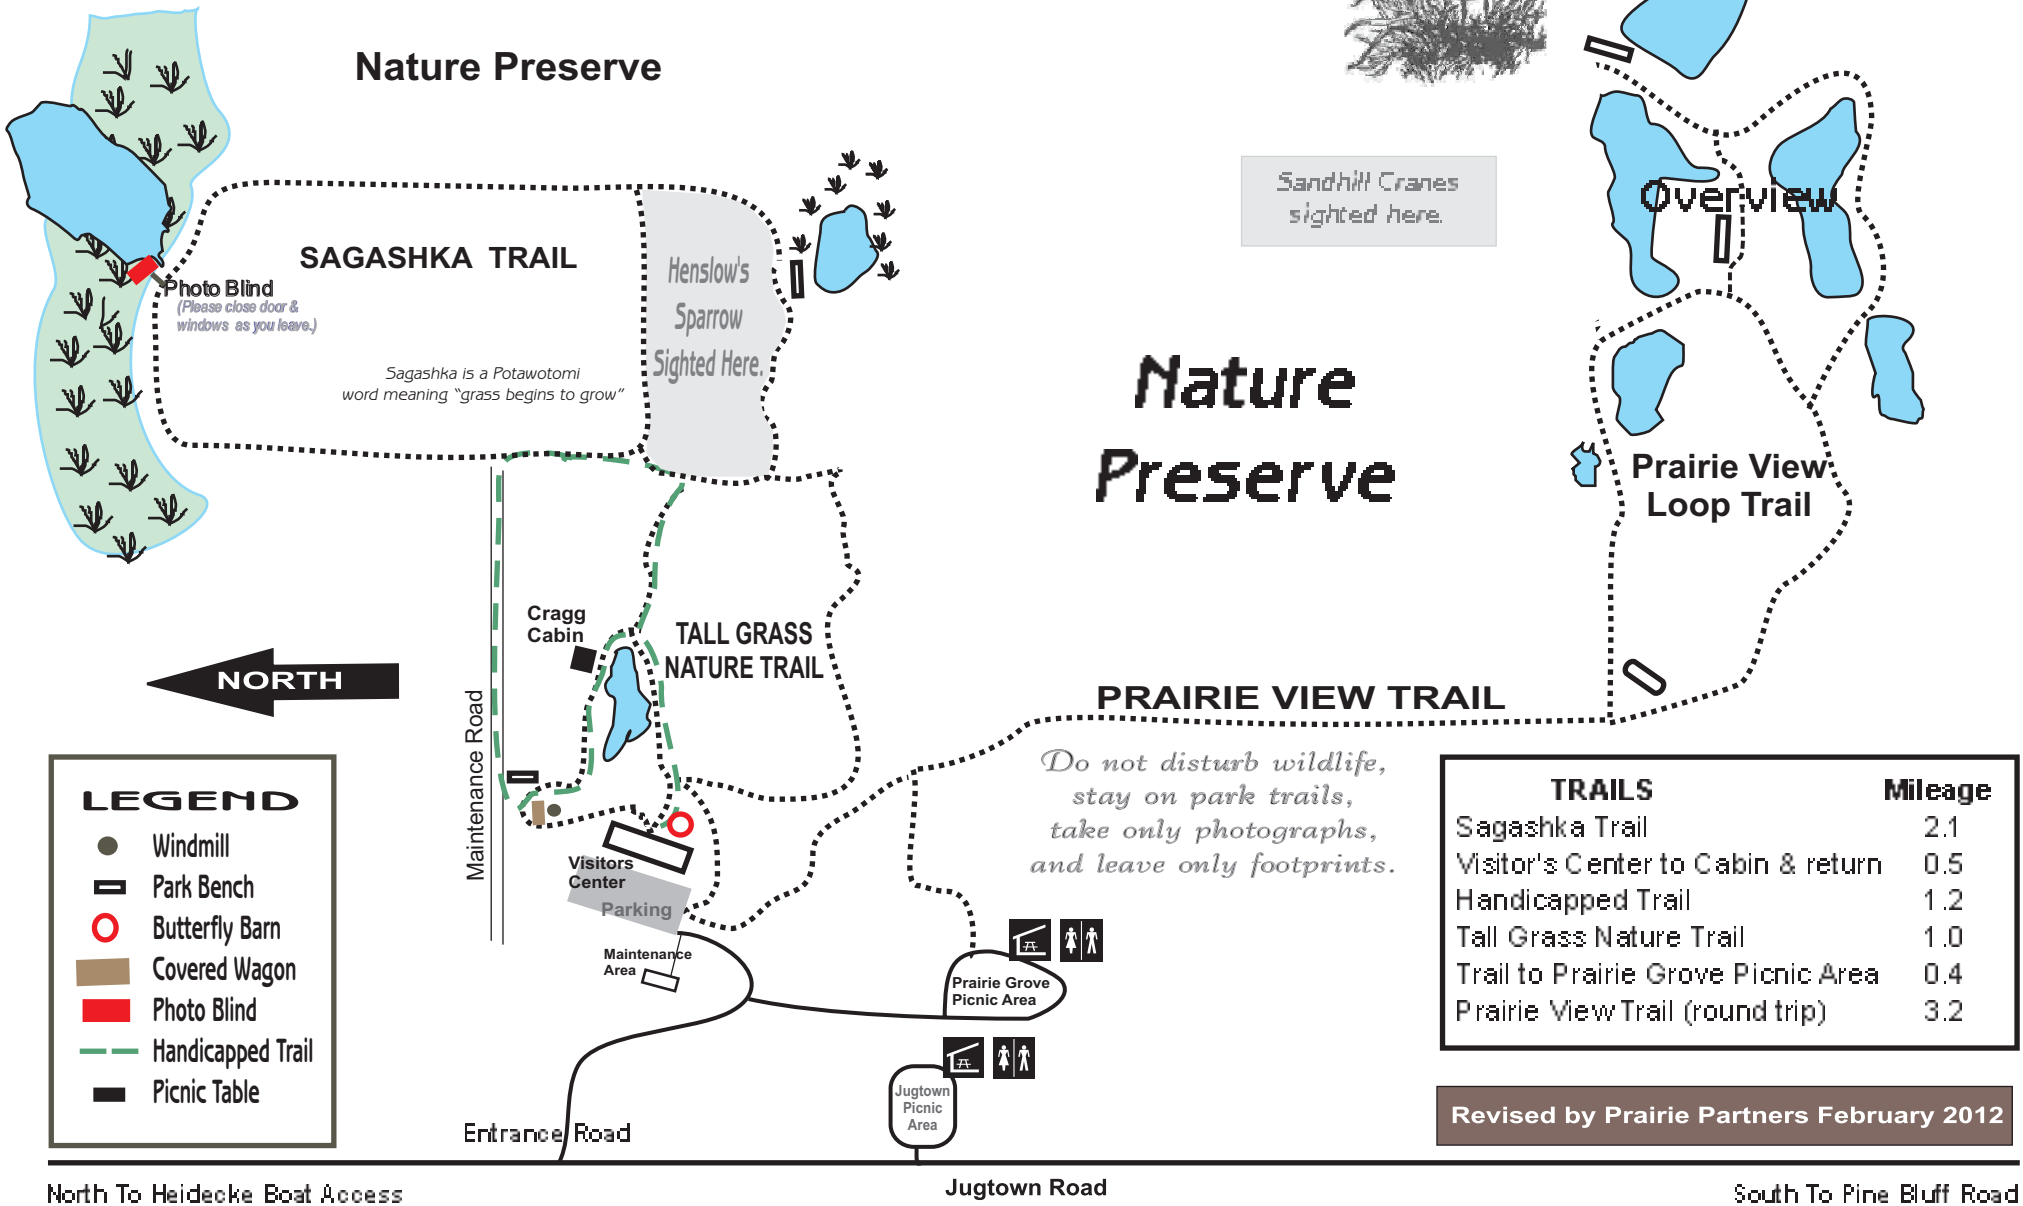 Nature Preserve
Sandhill Cranes
sighted here.
Overview
SAGASHKA TRAIL
Henslow's
Sparrow
Sighted Here.
Photo Blind
(Please close door &
windows as you leave.)
Sagashka is a Potawotomi
word meaning “grass begins to grow”
Nature
Preserve
Prairie View
Loop Trail
Cragg
Cabin
TALL GRASS
NATURE TRAIL
NORTH
Maintenance Road
PRAIRIE VIEW TRAIL
Do not disturb wildlife,
stay on park trails,
take only photographs,
and leave only footprints.
LEGEND
Windmill
Park Bench
Butterfly Barn
Covered Wagon
Photo Blind
Handicapped Trail
Picnic Table
Visitors
Center
Parking
Maintenance
Area
Prairie Grove
Picnic Area
Jugtown
Picnic
Area
TRAILS Mileage
Sagashka Trail 2.1
Visitor's Center to Cabin & return 0.5
Handicapped Trail 1.2
Tall Grass Nature Trail 1.0
Trail to Prairie Grove Picnic Area 0.4
Prairie View Trail (round trip) 3.2
Revised by Prairie Partners February 2012
Entrance Road
North To Heidecke Boat Access
Jugtown Road
South To Pine Bluff Road